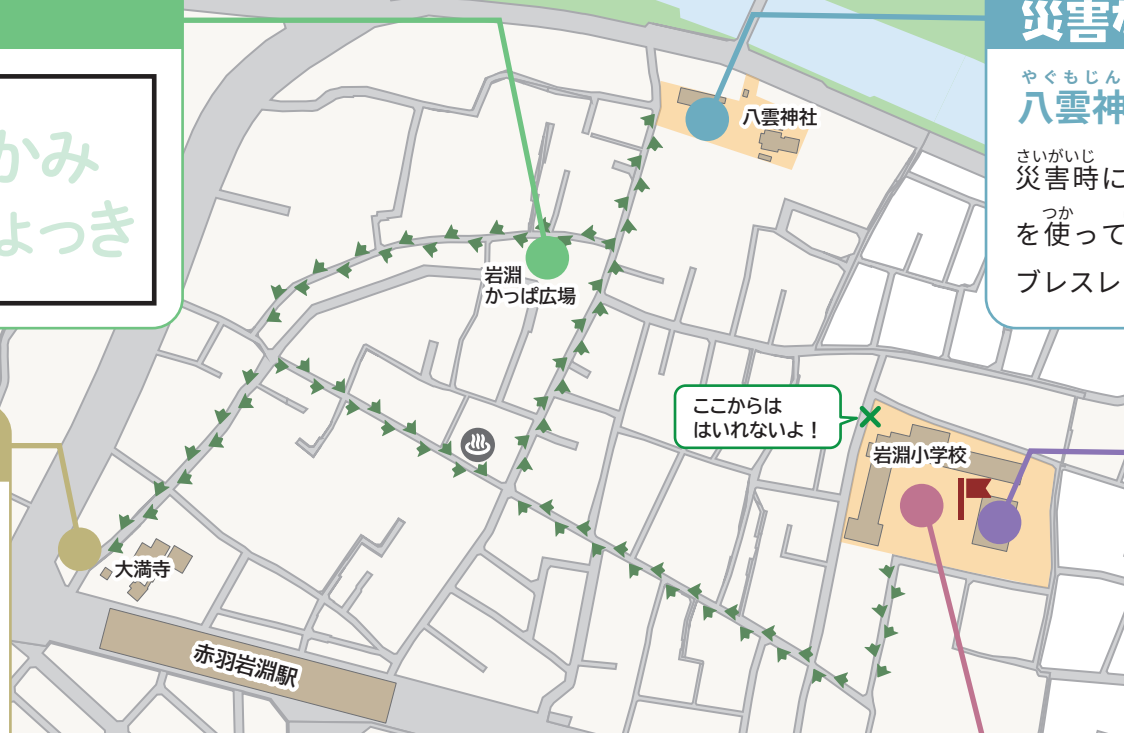 かみ
ょっき
八雲神社
岩淵
かっぱ広場
ここからは
はいれないよ！
岩淵小学校
大満寺
赤羽岩淵駅
災害
やぐもじん
八雲神
さいがいじ
災害時に
つか
を使って
ブレスレ